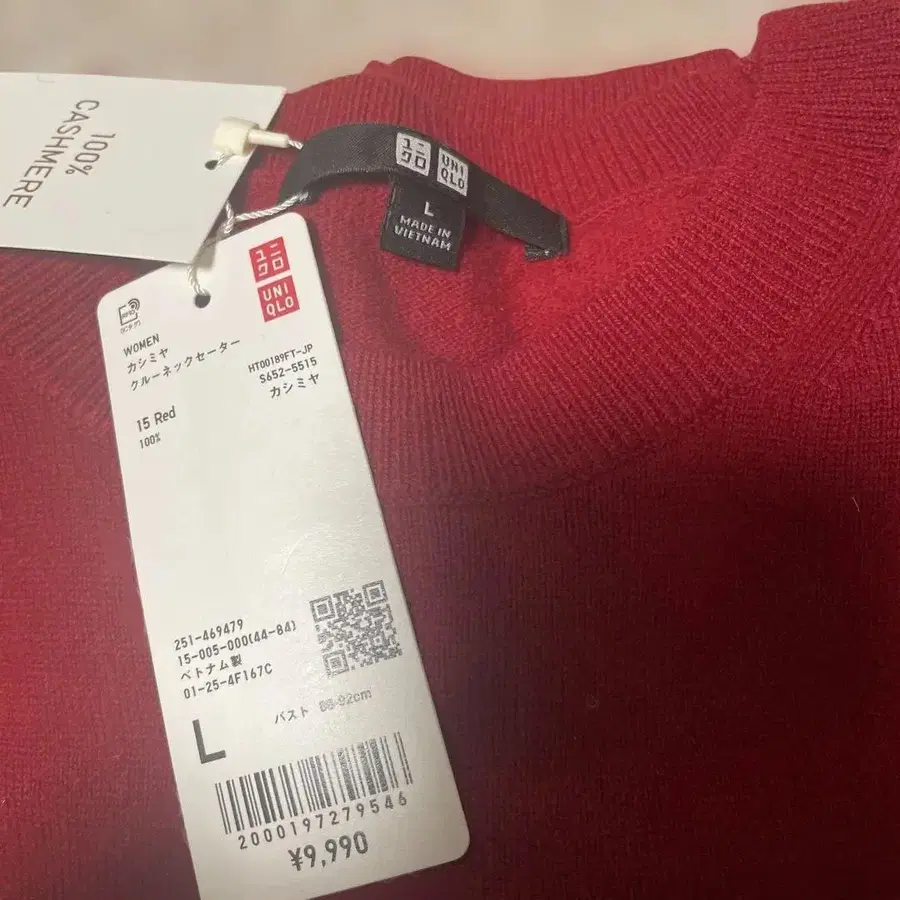 100%
CASHMERE
ユニ
クロ
UNI
QLO
L
MADE IN
VIETNAM
ユニ
クロ
UNI
QLO
RFID
WOMEN
カシミヤ
クルーネックセーター
HT00189FT-JP
S652-5515
カシミヤ
15 Red
100%
251-469479
15-005-000(44-84)
ベトナム製
01-25-4F167C
L
バスト 86-92cm
2000197279546
¥9,990